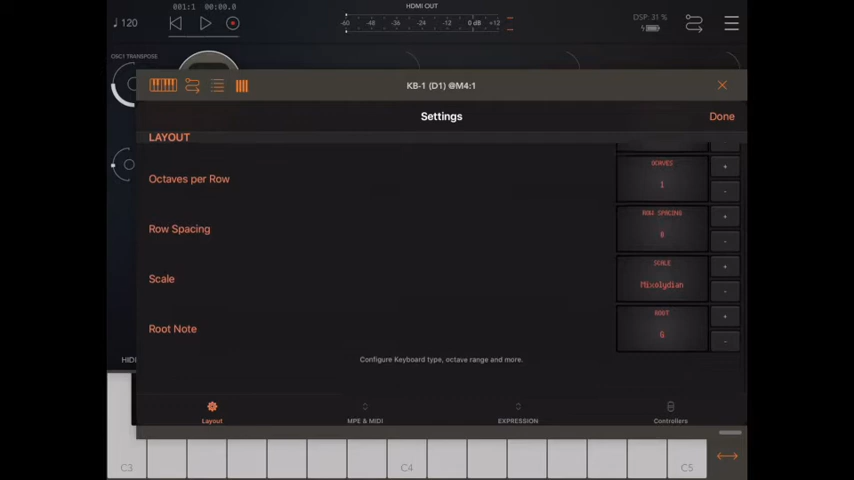 001:1 00:00.0
HDMI OUT
♩120
-60 -48 -36 -24 -12 0 dB +12
DSP: 31 %
OSC1 TRANSPOSE
KB-1 (D1) @M4:1
Settings
Done
LAYOUT
OCTAVES
Octaves per Row
1
ROW SPACING
Row Spacing
SCALE
Scale
Mixolydian
ROOT
Root Note
G
Configure Keyboard type, octave range and more.
HIDI
Layout
MPE & MIDI
EXPRESSION
Controllers
C3
C4
C5